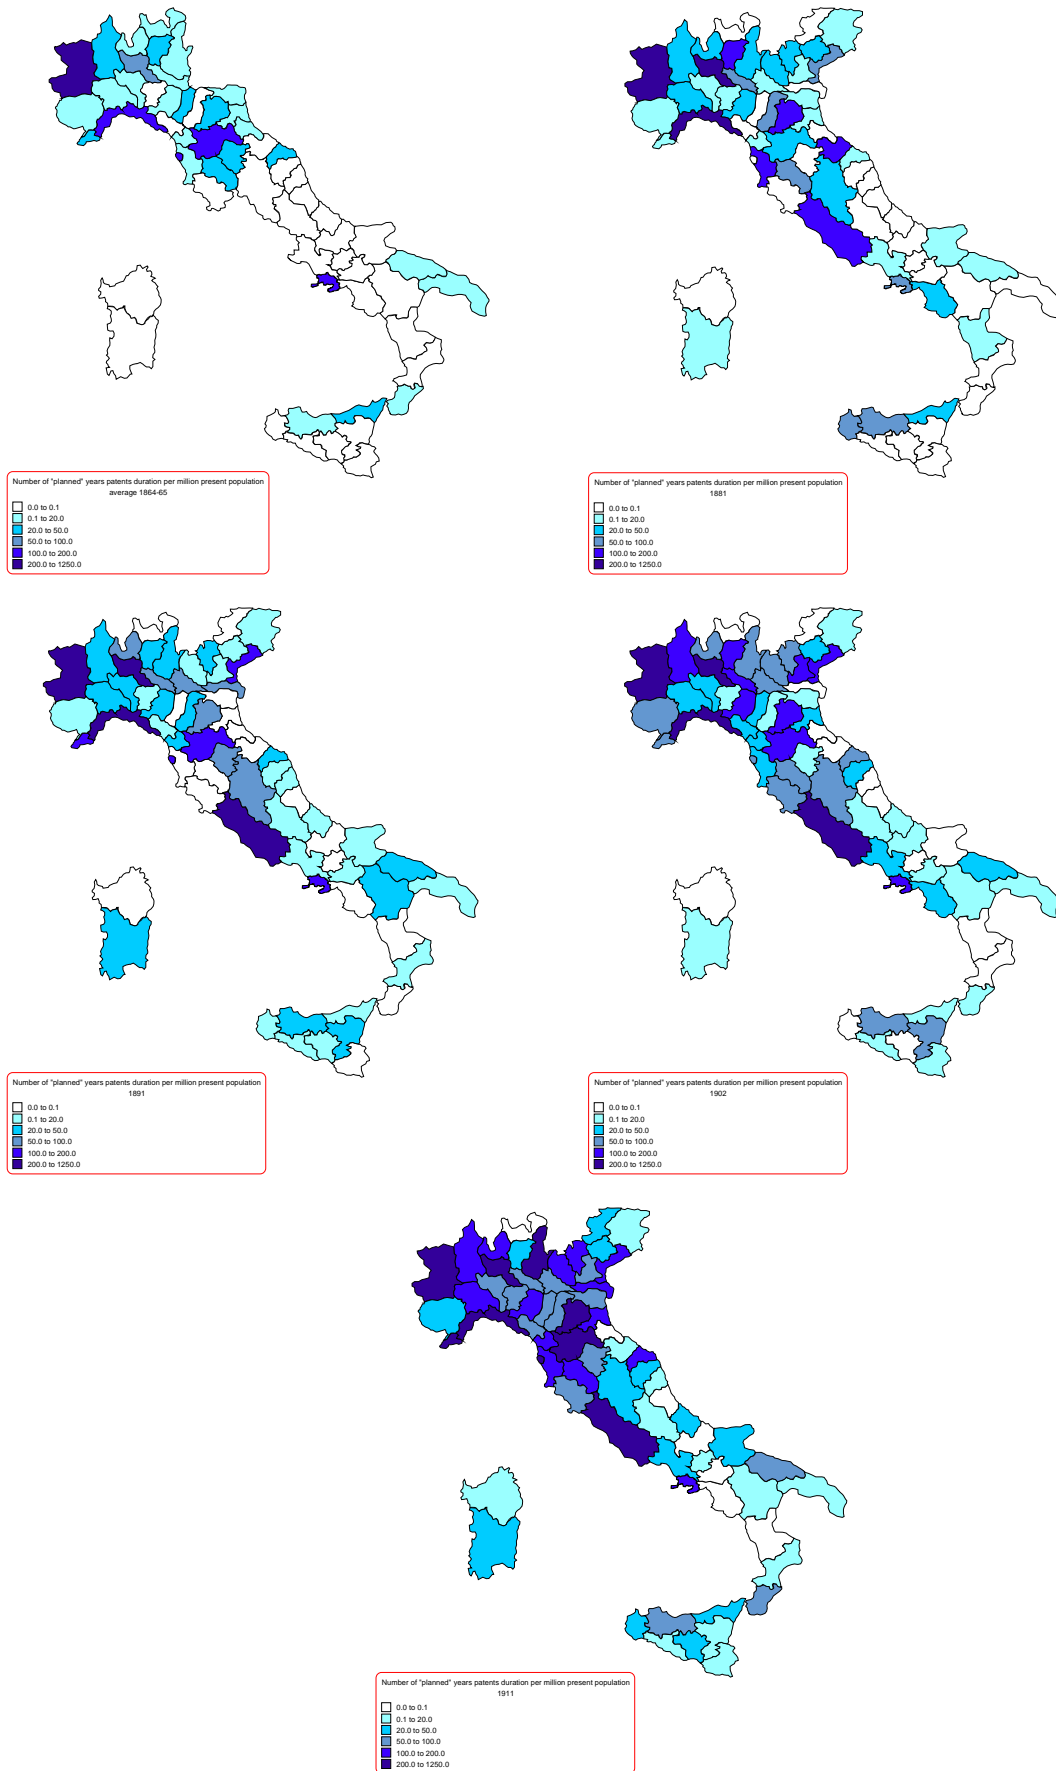 Number of "planned" years patents duration per million present population
average 1864-65
0.0 to 0.1
0.1 to 20.0
20.0 to 50.0
50.0 to 100.0
100.0 to 200.0
200.0 to 1250.0
Number of "planned" years patents duration per million present population
1881
0.0 to 0.1
0.1 to 20.0
20.0 to 50.0
50.0 to 100.0
100.0 to 200.0
200.0 to 1250.0
Number of "planned" years patents duration per million present population
1891
0.0 to 0.1
0.1 to 20.0
20.0 to 50.0
50.0 to 100.0
100.0 to 200.0
200.0 to 1250.0
Number of "planned" years patents duration per million present population
1902
0.0 to 0.1
0.1 to 20.0
20.0 to 50.0
50.0 to 100.0
100.0 to 200.0
200.0 to 1250.0
Number of "planned" years patents duration per million present population
1911
0.0 to 0.1
0.1 to 20.0
20.0 to 50.0
50.0 to 100.0
100.0 to 200.0
200.0 to 1250.0